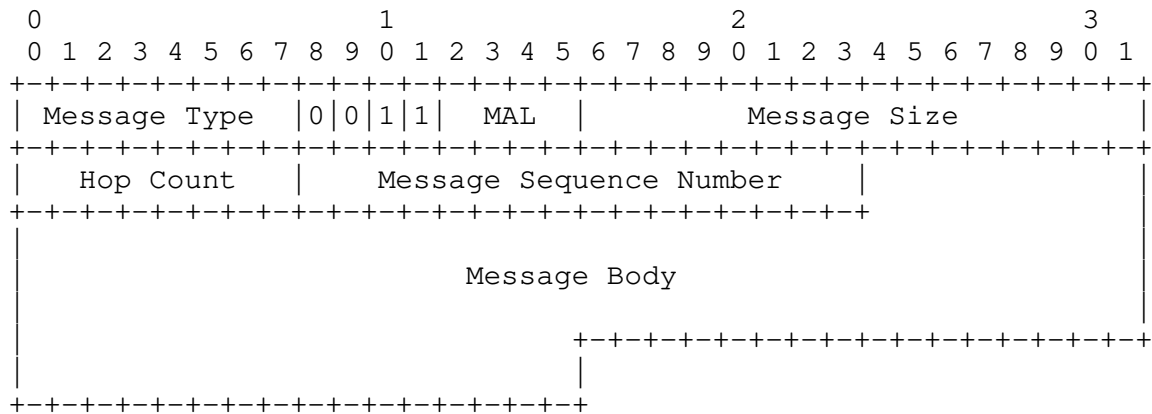 0                   1                   2                   3
 0 1 2 3 4 5 6 7 8 9 0 1 2 3 4 5 6 7 8 9 0 1 2 3 4 5 6 7 8 9 0 1
+-+-+-+-+-+-+-+-+-+-+-+-+-+-+-+-+-+-+-+-+-+-+-+-+-+-+-+-+-+-+-+-+
| Message Type  |0|0|1|1|  MAL  |         Message Size          |
+-+-+-+-+-+-+-+-+-+-+-+-+-+-+-+-+-+-+-+-+-+-+-+-+-+-+-+-+-+-+-+-+
|   Hop Count   |    Message Sequence Number    |               |
+-+-+-+-+-+-+-+-+-+-+-+-+-+-+-+-+-+-+-+-+-+-+-+-+               |
|                                                               |
|                         Message Body                          |
|                                                               |
|                               +-+-+-+-+-+-+-+-+-+-+-+-+-+-+-+-+
|                               |
+-+-+-+-+-+-+-+-+-+-+-+-+-+-+-+-+